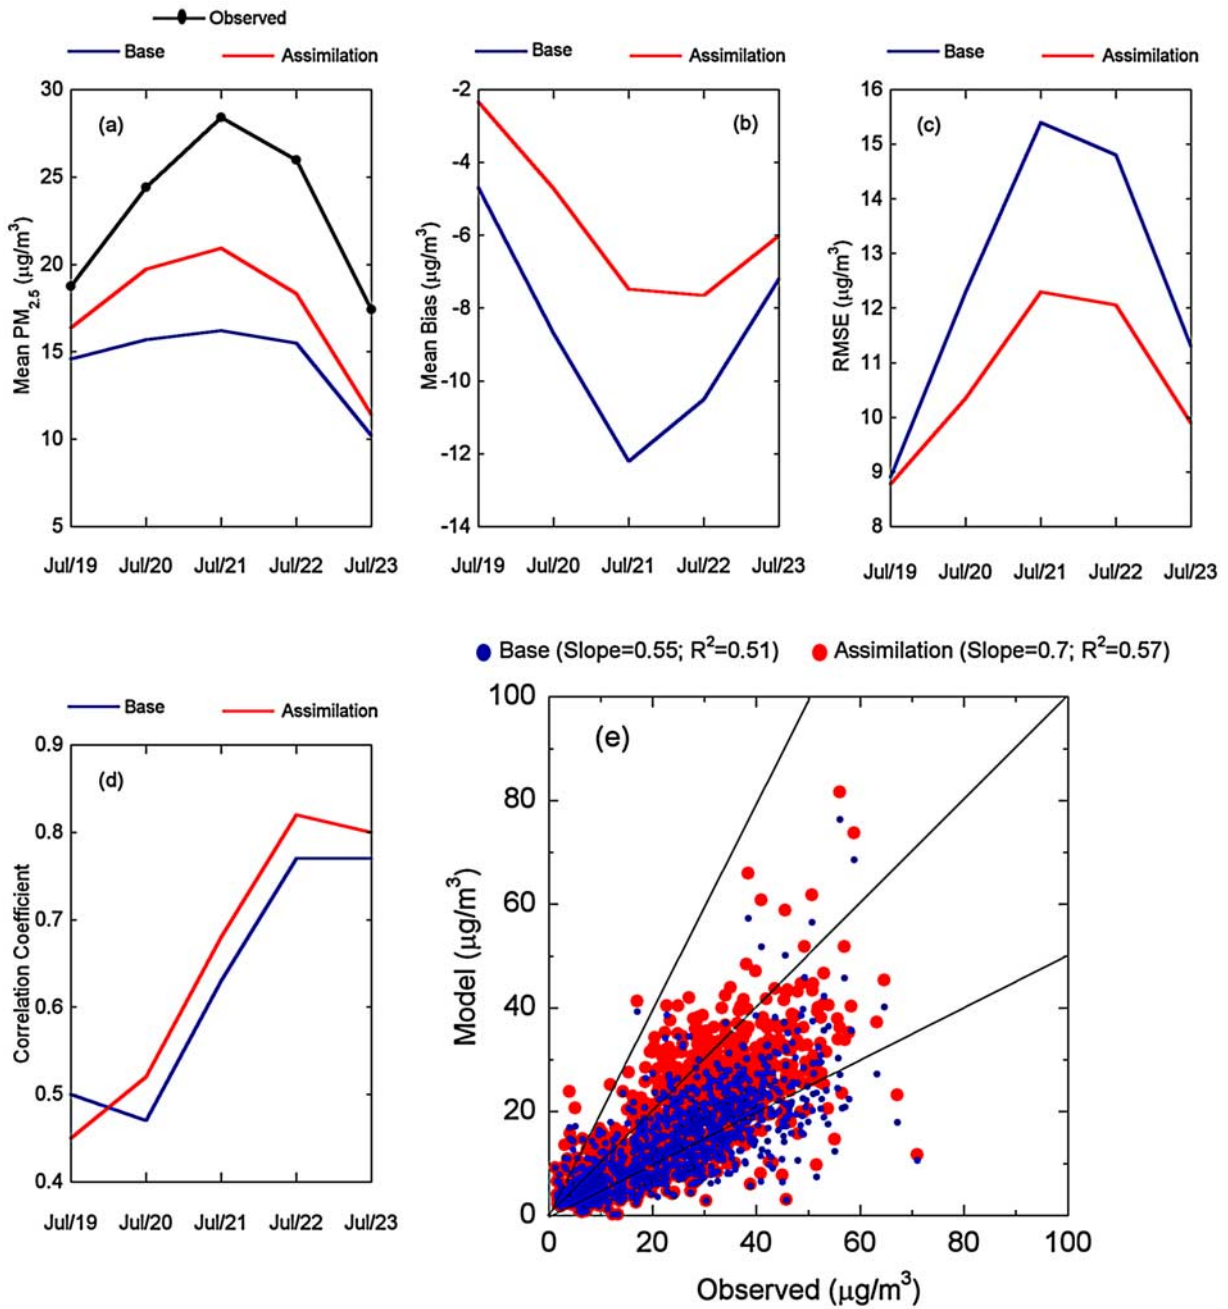 Observed
Base Assimilation
(a)
Mean PM2.5 (μg/m3)
30
25
20
15
10
5
Jul/19 Jul/20 Jul/21 Jul/22 Jul/23
Base Assimilation
(b)
Mean Bias (μg/m3)
-2
-4
-6
-8
-10
-12
-14
Jul/19 Jul/20 Jul/21 Jul/22 Jul/23
Base Assimilation
(c)
RMSE (μg/m3)
16
15
14
13
12
11
10
9
8
Jul/19 Jul/20 Jul/21 Jul/22 Jul/23
Base Assimilation
(d)
Correlation Coefficient
0.9
0.8
0.7
0.6
0.5
0.4
Jul/19 Jul/20 Jul/21 Jul/22 Jul/23
Base (Slope=0.55; R2=0.51) Assimilation (Slope=0.7; R2=0.57)
(e)
Model (μg/m3)
100
80
60
40
20
0
0 20 40 60 80 100
Observed (μg/m3)